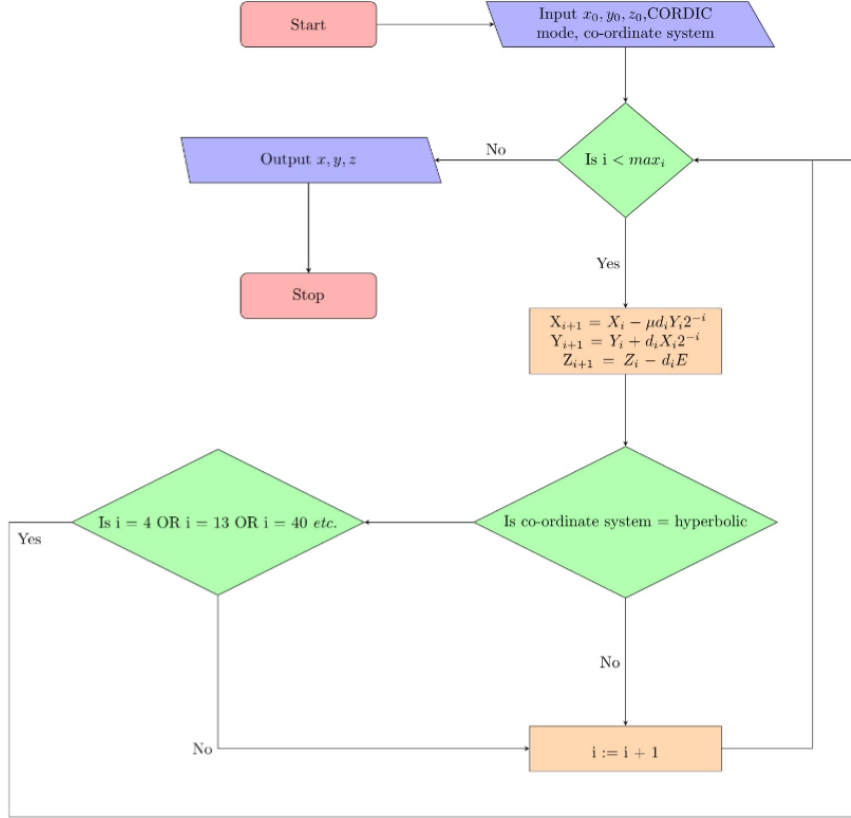 Start
Input x₀, y₀, z₀,CORDIC
mode, co-ordinate system
Is i < maxᵢ
No
Output x, y, z
Stop
Yes
Xᵢ₊₁ = Xᵢ − μdᵢYᵢ2⁻ⁱ
Yᵢ₊₁ = Yᵢ + dᵢXᵢ2⁻ⁱ
Zᵢ₊₁ = Zᵢ − dᵢE
Is co-ordinate system = hyperbolic
Is i = 4 OR i = 13 OR i = 40 etc.
Yes
No
No
i := i + 1